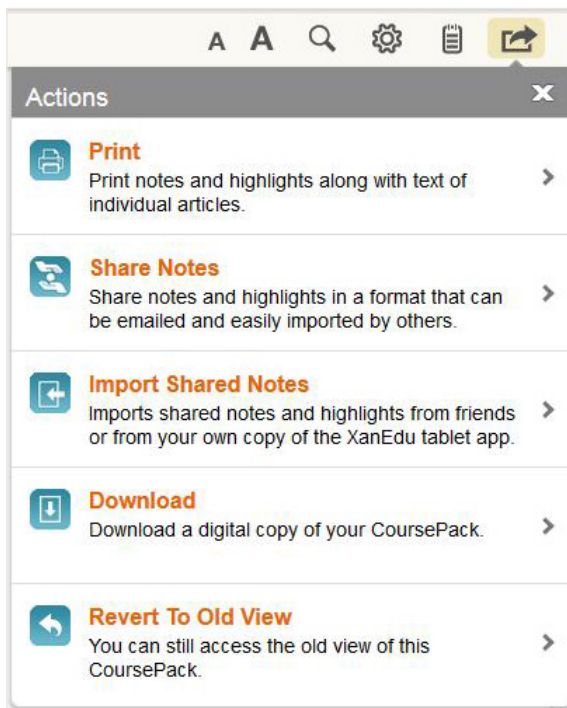 A A
Actions
Print
Print notes and highlights along with text of
individual articles.
Share Notes
Share notes and highlights in a format that can
be emailed and easily imported by others.
Import Shared Notes
Imports shared notes and highlights from friends
or from your own copy of the XanEdu tablet app.
Download
Download a digital copy of your CoursePack.
Revert To Old View
You can still access the old view of this
CoursePack.